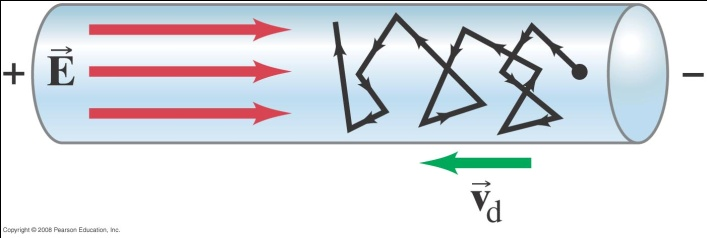 + E⃗ −
v⃗d
Copyright © 2008 Pearson Education, Inc.